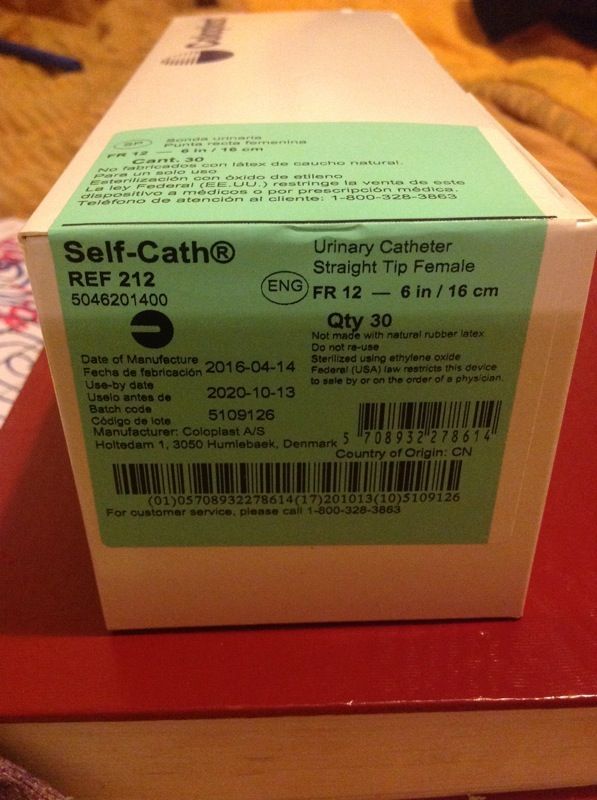 Coloplast
SP
Sonda urinaria
Punta recta femenina
FR 12 — 6 in / 16 cm
Cant. 30
No fabricados con látex de caucho natural.
Para un solo uso
Esterilización con óxido de etileno
La ley Federal (EE.UU.) restringe la venta de este
dispositivo a médicos o por prescripción médica.
Teléfono de atención al cliente: 1-800-328-3863
Self-Cath®
REF 212
5046201400
Urinary Catheter
Straight Tip Female
ENG FR 12 — 6 in / 16 cm
Qty 30
Not made with natural rubber latex
Do not re-use
Sterilized using ethylene oxide
Federal (USA) law restricts this device
to sale by or on the order of a physician.
Date of Manufacture
Fecha de fabricación 2016-04-14
Use-by date
Uselo antes de 2020-10-13
Batch code
Código de lote 5109126
Manufacturer: Coloplast A/S
Holtedam 1, 3050 Humlebaek, Denmark
5 708932 278614
Country of Origin: CN
(01)05708932278614(17)201013(10)5109126
For customer service, please call 1-800-328-3863